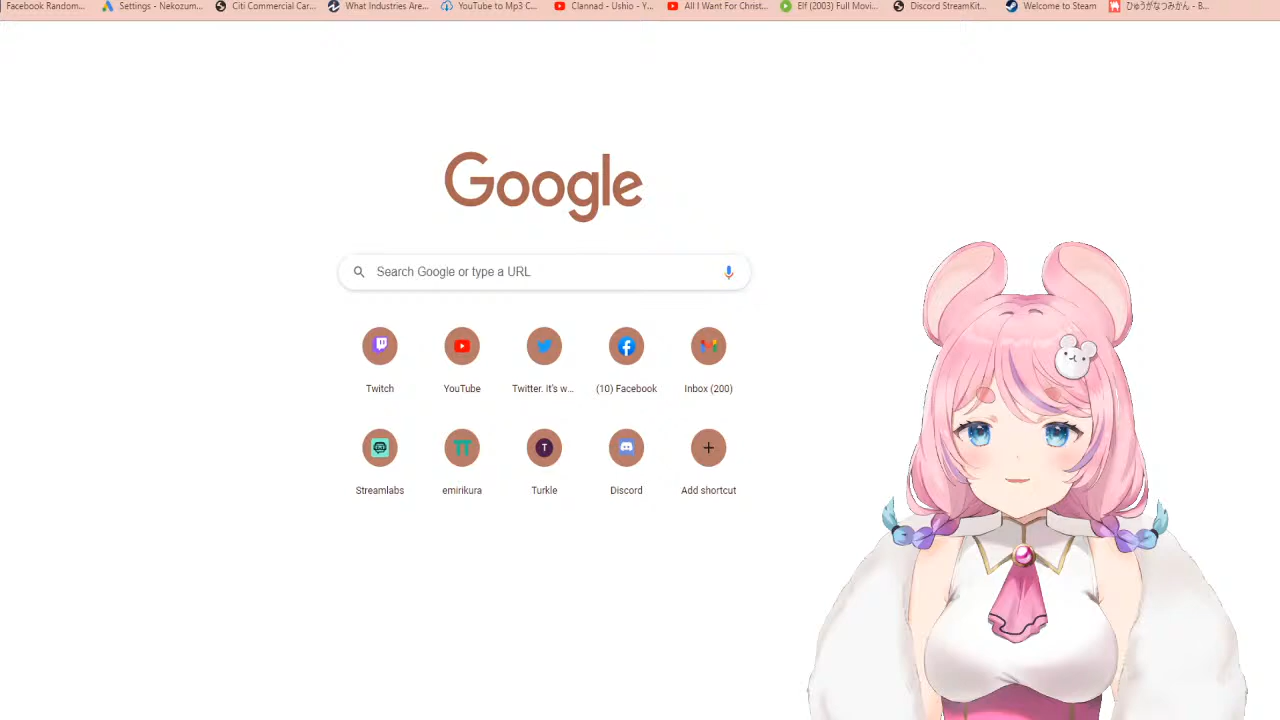 Facebook Random... Settings - Nekozum... Citi Commercial Car... What Industries Are... YouTube to Mp3 C... Clannad - Ushio - Y... All I Want For Christ... Elf (2003) Full Movi... Discord StreamKit... Welcome to Steam ひゅうがなつみかん - B...
Google
Search Google or type a URL
Twitch YouTube Twitter. It's w... (10) Facebook Inbox (200)
T
Streamlabs emirikura Turkle Discord Add shortcut